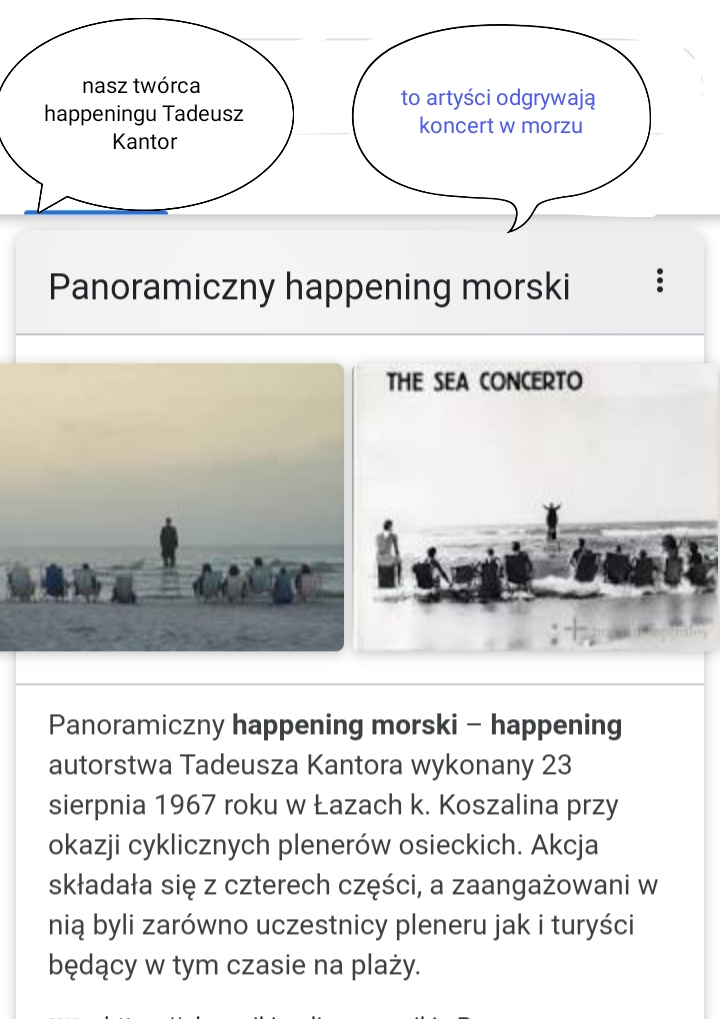 nasz twórca
happeningu Tadeusz
Kantor
to artyści odgrywają
koncert w morzu
Panoramiczny happening morski
THE SEA CONCERTO
Panoramiczny happening morski – happening
autorstwa Tadeusza Kantora wykonany 23
sierpnia 1967 roku w Łazach k. Koszalina przy
okazji cyklicznych plenerów osieckich. Akcja
składała się z czterech części, a zaangażowani w
nią byli zarówno uczestnicy pleneru jak i turyści
będący w tym czasie na plaży.